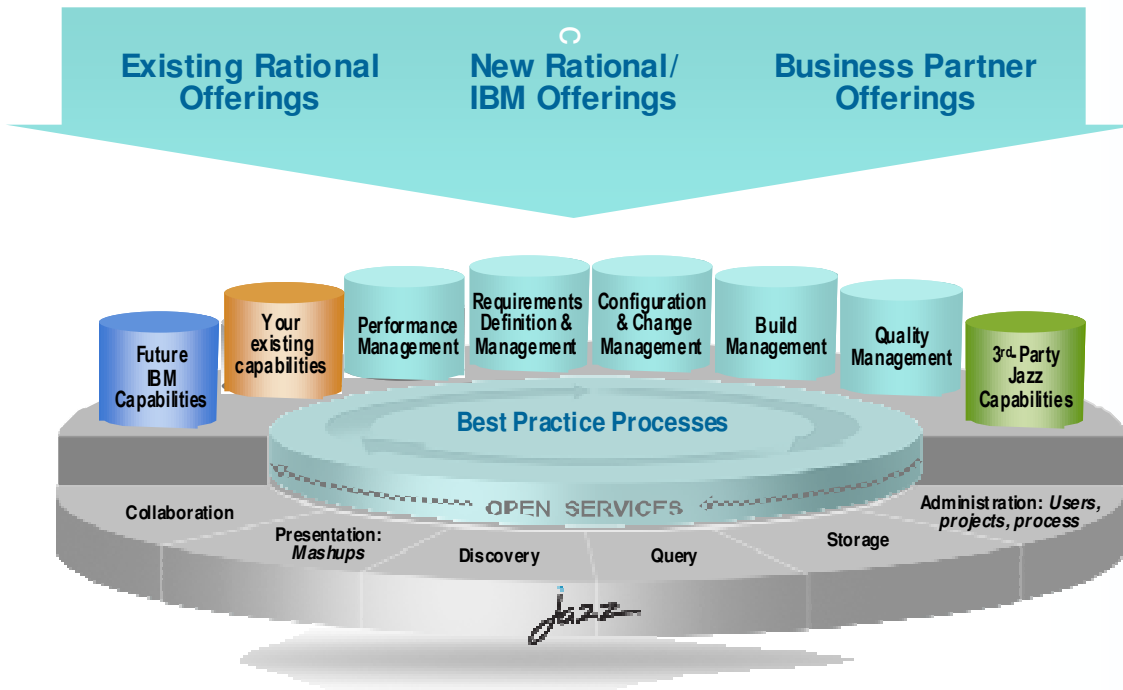 C
Existing Rational
Offerings
New Rational/
IBM Offerings
Business Partner
Offerings
Future
IBM
Capabilities
Your
existing
capabilities
Performance
Management
Requirements
Definition &
Management
Configuration
& Change
Management
Build
Management
Quality
Management
3rd-Party
Jazz
Capabilities
Best Practice Processes
OPEN SERVICES
Collaboration
Presentation:
Mashups
Discovery
Query
Storage
Administration: Users,
projects, process
jazz